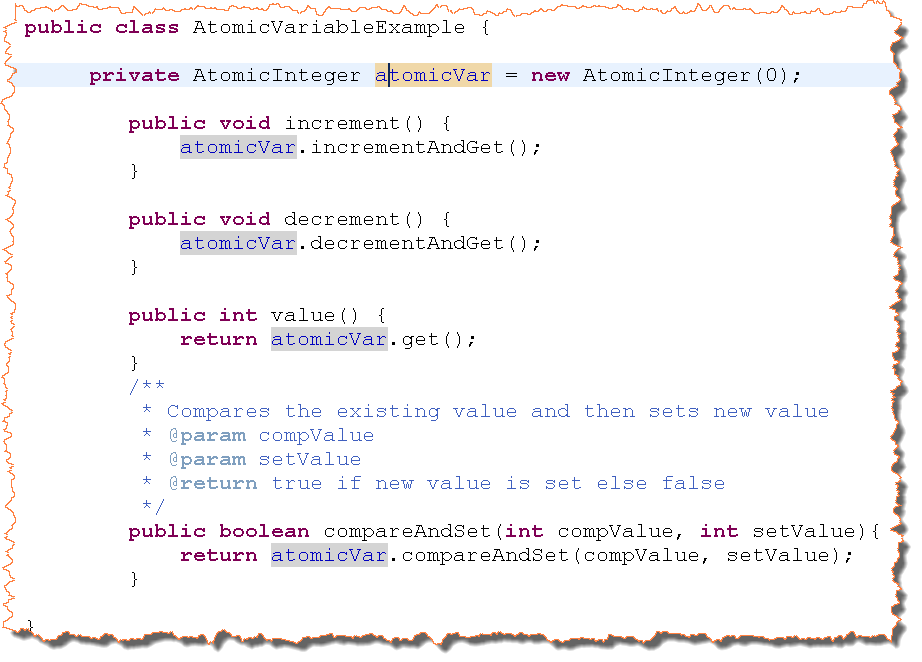 public class AtomicVariableExample {
private AtomicInteger atomicVar = new AtomicInteger(0);
public void increment() {
atomicVar.incrementAndGet();
}
public void decrement() {
atomicVar.decrementAndGet();
}
public int value() {
return atomicVar.get();
}
/**
* Compares the existing value and then sets new value
* @param compValue
* @param setValue
* @return true if new value is set else false
*/
public boolean compareAndSet(int compValue, int setValue){
return atomicVar.compareAndSet(compValue, setValue);
}
}